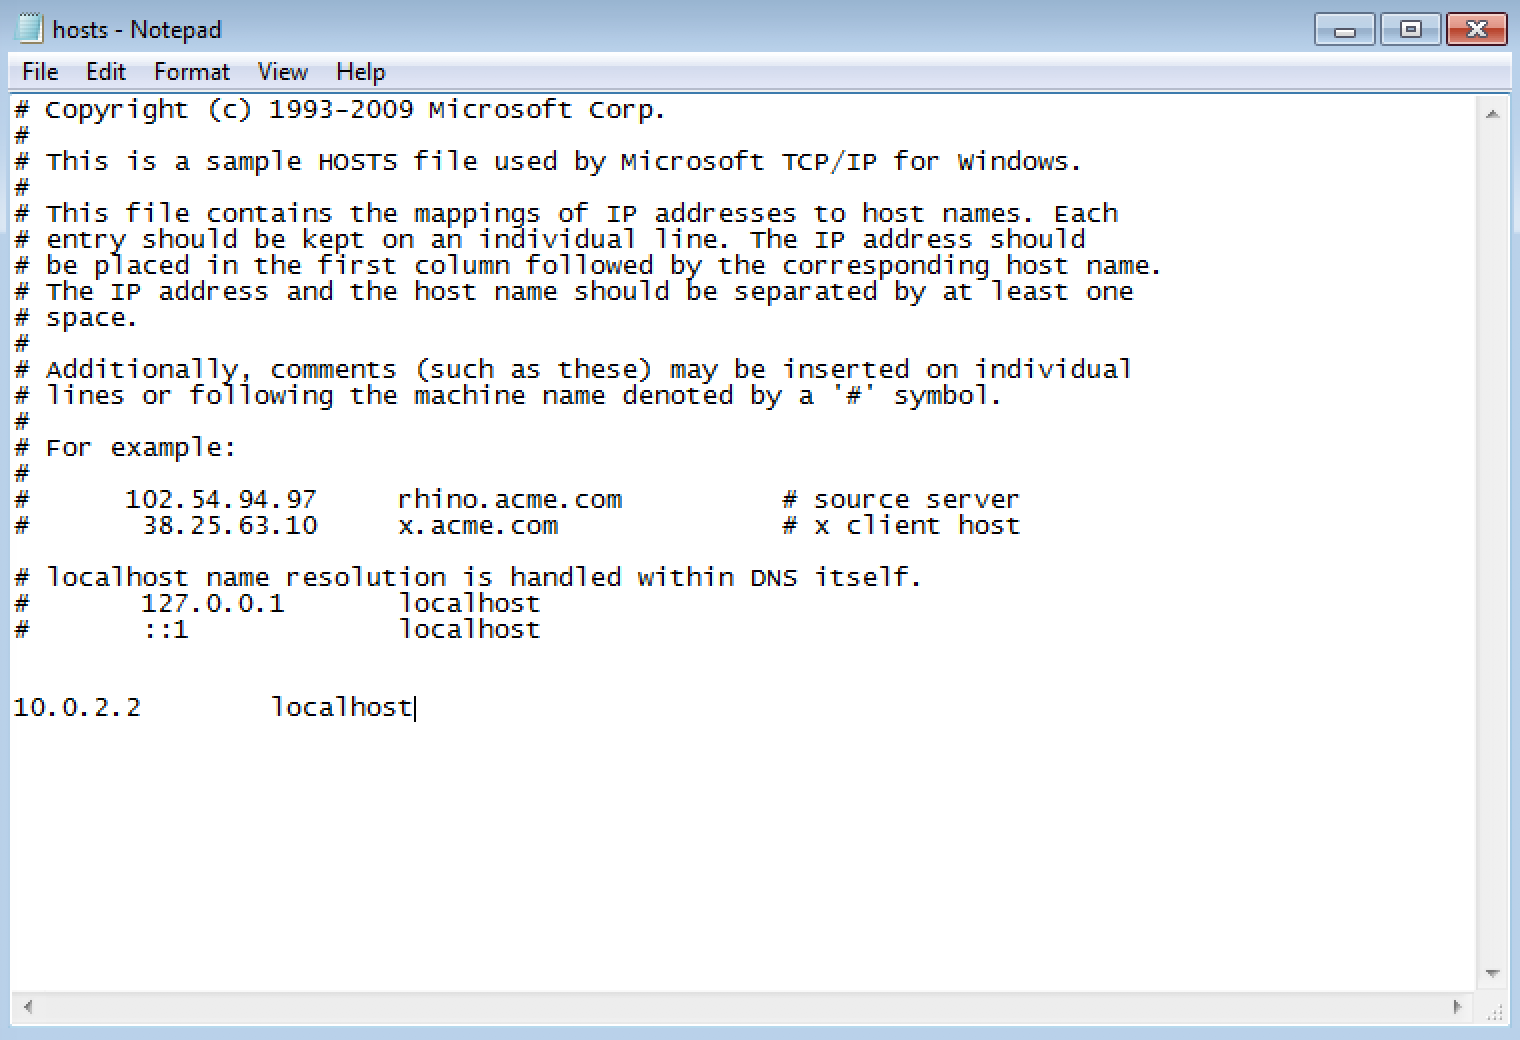 hosts - Notepad
File Edit Format View Help
# Copyright (c) 1993-2009 Microsoft Corp.
#
# This is a sample HOSTS file used by Microsoft TCP/IP for Windows.
#
# This file contains the mappings of IP addresses to host names. Each
# entry should be kept on an individual line. The IP address should
# be placed in the first column followed by the corresponding host name.
# The IP address and the host name should be separated by at least one
# space.
#
# Additionally, comments (such as these) may be inserted on individual
# lines or following the machine name denoted by a '#' symbol.
#
# For example:
#
#      102.54.94.97     rhino.acme.com          # source server
#       38.25.63.10     x.acme.com              # x client host

# localhost name resolution is handled within DNS itself.
#       127.0.0.1       localhost
#       ::1             localhost


10.0.2.2        localhost